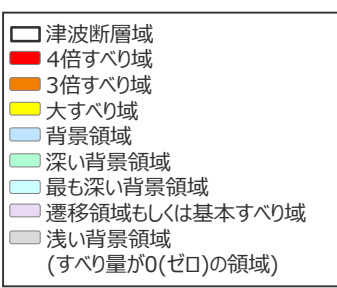 津波断層域
4倍すべり域
3倍すべり域
大すべり域
背景領域
深い背景領域
最も深い背景領域
遷移領域もしくは基本すべり域
浅い背景領域
(すべり量が0(ゼロ)の領域)